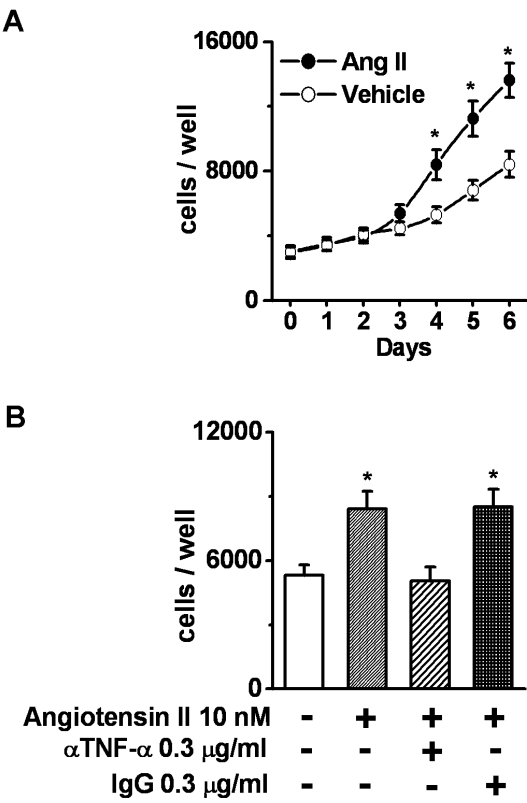 A
16000
8000
0
cells / well
Ang II
Vehicle
*
*
*
0 1 2 3 4 5 6
Days
B
12000
6000
0
cells / well
*
*
Angiotensin II 10 nM - + + +
αTNF-α 0.3 μg/ml - - + -
IgG 0.3 μg/ml - - - +